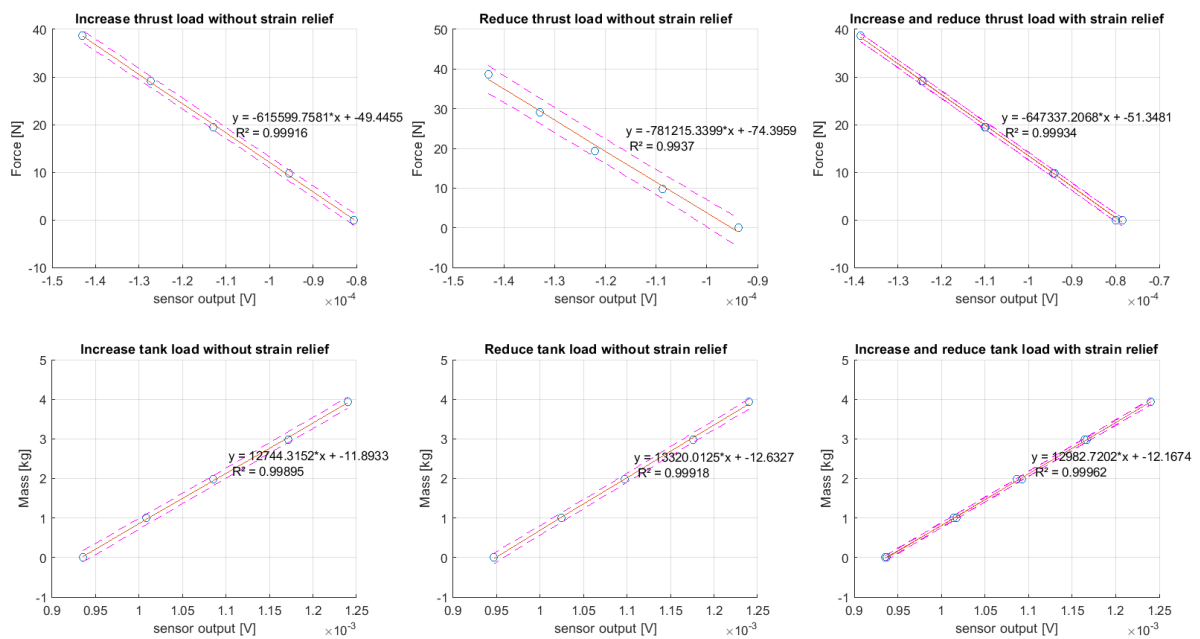 Increase thrust load without strain relief
40
30
20
10
0
-10
Force [N]
y = -615599.7581*x + -49.4455
R² = 0.99916
-1.5 -1.4 -1.3 -1.2 -1.1 -1 -0.9 -0.8
sensor output [V]
×10-4
Reduce thrust load without strain relief
50
40
30
20
10
0
-10
Force [N]
y = -781215.3399*x + -74.3959
R² = 0.9937
-1.5 -1.4 -1.3 -1.2 -1.1 -1 -0.9
sensor output [V]
×10-4
Increase and reduce thrust load with strain relief
40
30
20
10
0
-10
Force [N]
y = -647337.2068*x + -51.3481
R² = 0.99934
-1.4 -1.3 -1.2 -1.1 -1 -0.9 -0.8 -0.7
sensor output [V]
×10-4
Increase tank load without strain relief
5
4
3
2
1
0
-1
Mass [kg]
y = 12744.3152*x + -11.8933
R² = 0.99895
0.9 0.95 1 1.05 1.1 1.15 1.2 1.25
sensor output [V]
×10-3
Reduce tank load without strain relief
5
4
3
2
1
0
-1
Mass [kg]
y = 13320.0125*x + -12.6327
R² = 0.99918
0.9 0.95 1 1.05 1.1 1.15 1.2 1.25
sensor output [V]
×10-3
Increase and reduce tank load with strain relief
5
4
3
2
1
0
-1
Mass [kg]
y = 12982.7202*x + -12.1674
R² = 0.99962
0.9 0.95 1 1.05 1.1 1.15 1.2 1.25
sensor output [V]
×10-3